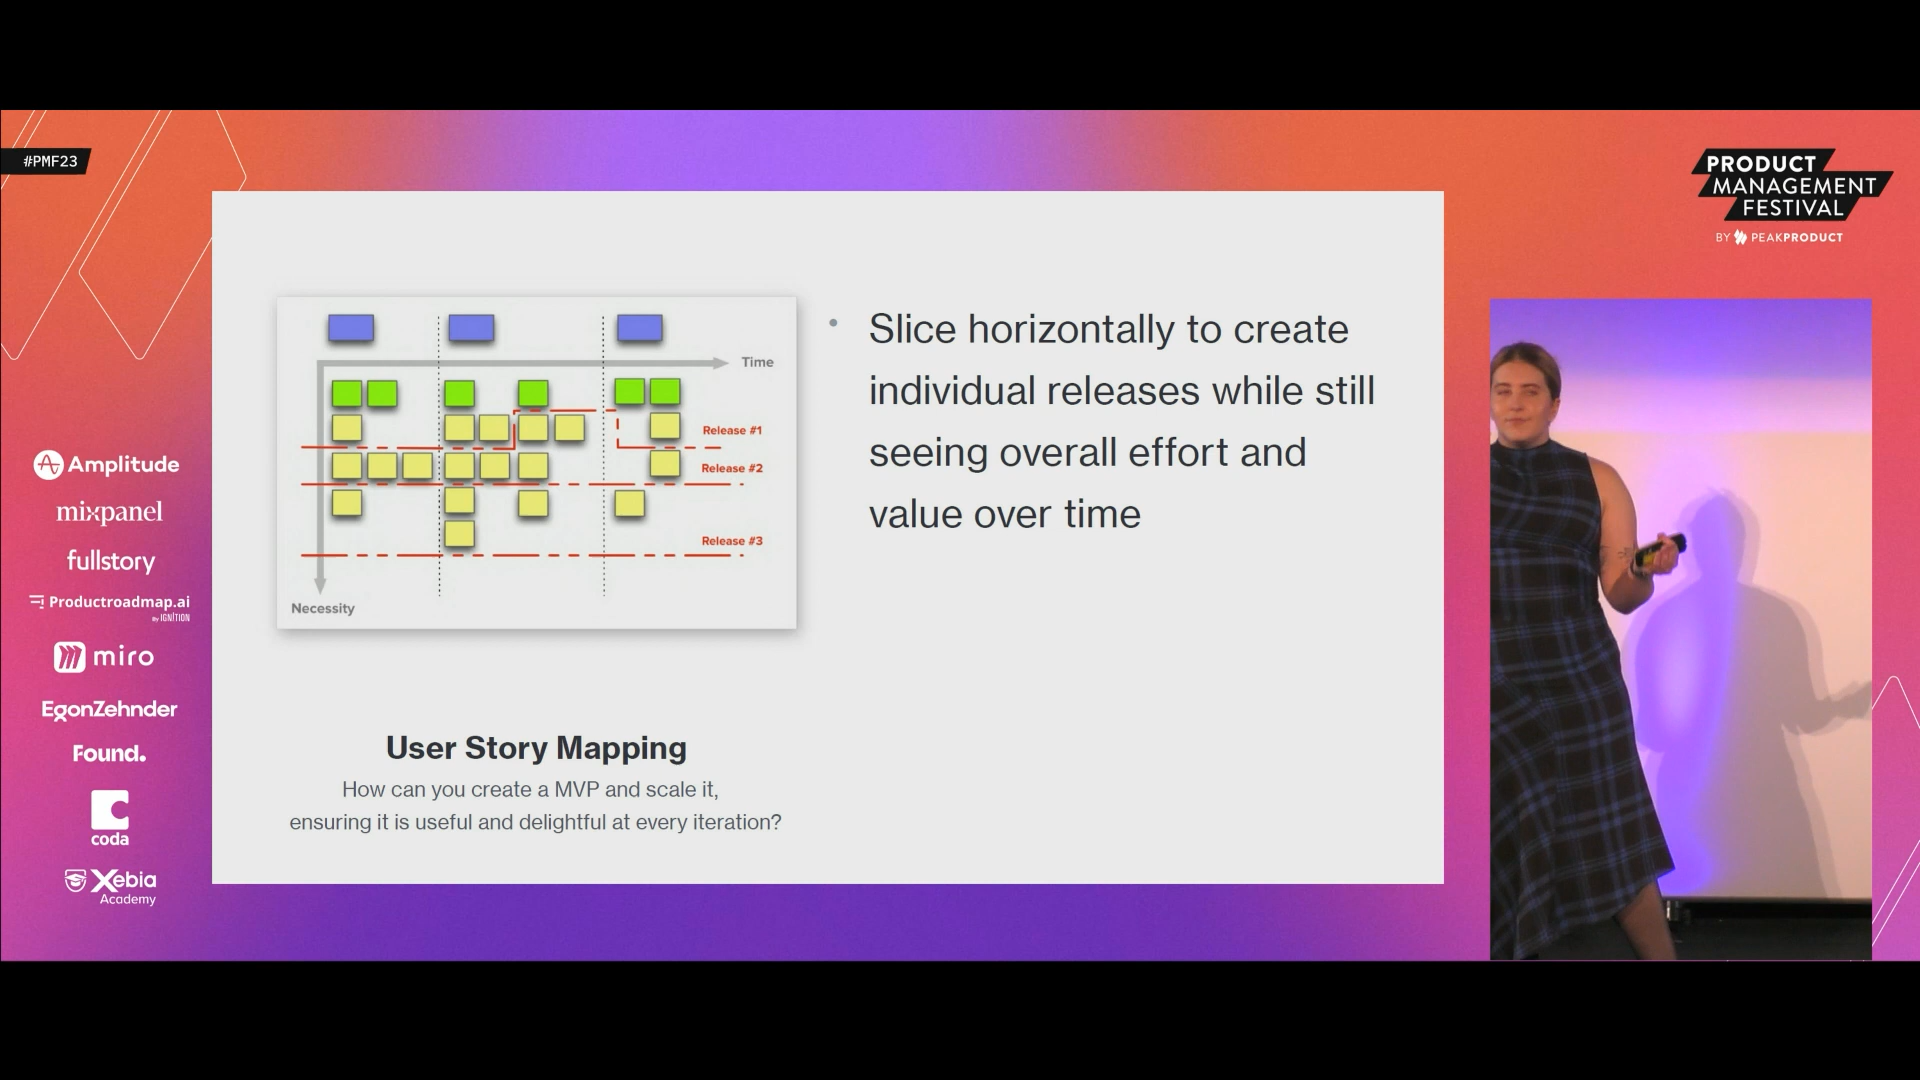 #PMF23
PRODUCT
MANAGEMENT
FESTIVAL
BY PEAKPRODUCT
Amplitude
mixpanel
fullstory
Productroadmap.ai
By IGNITION
miro
EgonZehnder
Found.
coda
Xebia
Academy
Time
Release #1
Release #2
Release #3
Necessity
User Story Mapping
How can you create a MVP and scale it,
ensuring it is useful and delightful at every iteration?
• Slice horizontally to create
individual releases while still
seeing overall effort and
value over time